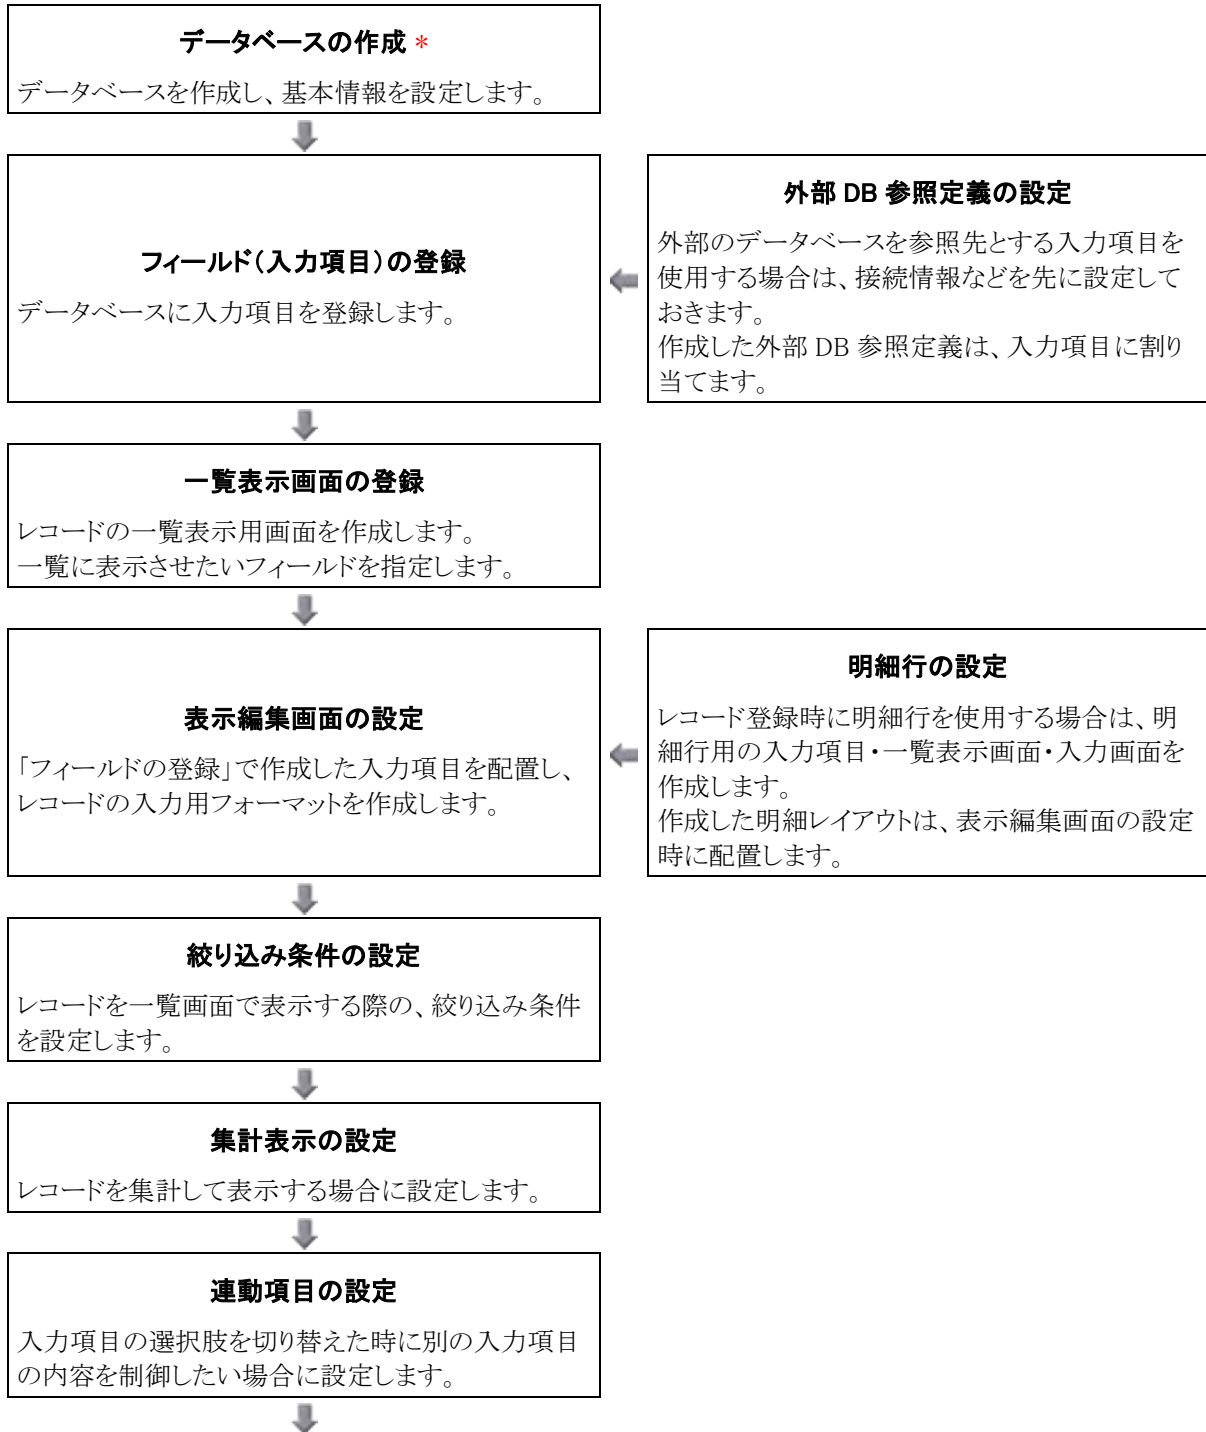 データベースの作成 *
データベースを作成し、基本情報を設定します。
フィールド(入力項目)の登録
データベースに入力項目を登録します。
外部 DB 参照定義の設定
外部のデータベースを参照先とする入力項目を
使用する場合は、接続情報などを先に設定して
おきます。
作成した外部 DB 参照定義は、入力項目に割り
当てます。
一覧表示画面の登録
レコードの一覧表示用画面を作成します。
一覧に表示させたいフィールドを指定します。
表示編集画面の設定
「フィールドの登録」で作成した入力項目を配置し、
レコードの入力用フォーマットを作成します。
明細行の設定
レコード登録時に明細行を使用する場合は、明
細行用の入力項目・一覧表示画面・入力画面を
作成します。
作成した明細レイアウトは、表示編集画面の設定
時に配置します。
絞り込み条件の設定
レコードを一覧画面で表示する際の、絞り込み条件
を設定します。
集計表示の設定
レコードを集計して表示する場合に設定します。
連動項目の設定
入力項目の選択肢を切り替えた時に別の入力項目
の内容を制御したい場合に設定します。